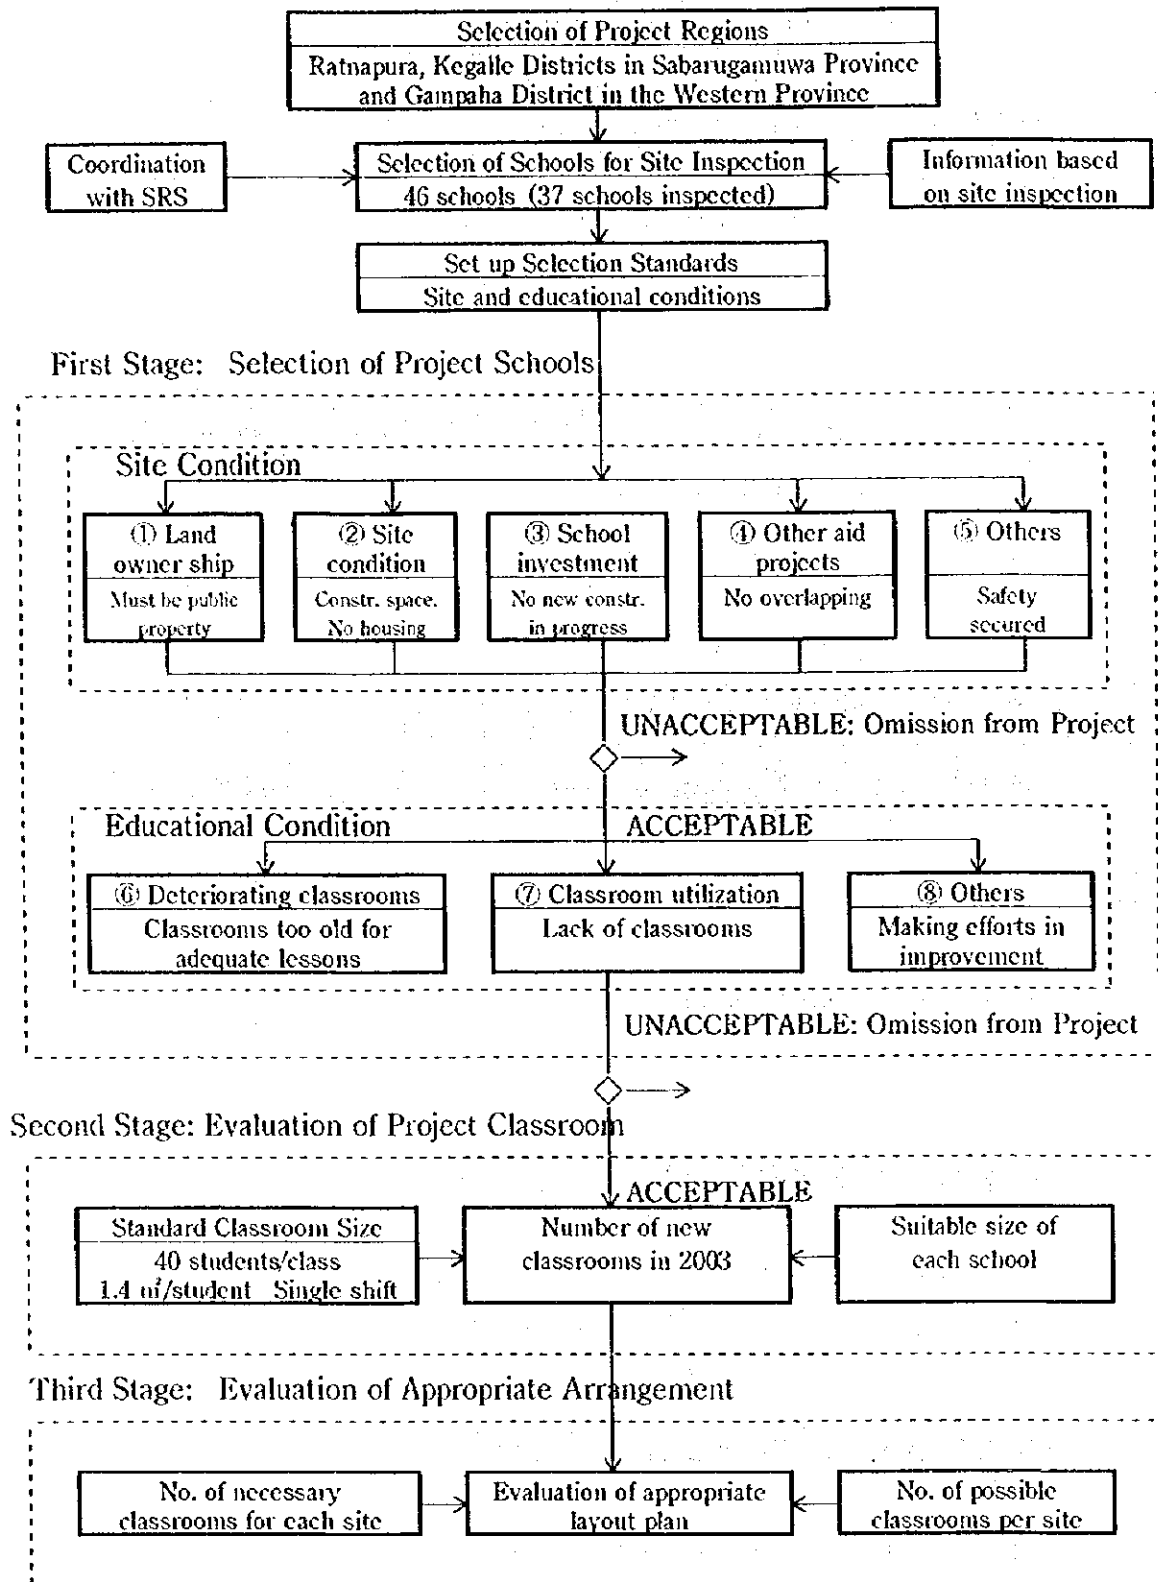 Selection of Project Regions
Ratnapura, Kegalle Districts in Sabarugamuwa Province
and Gampaha District in the Western Province
Coordination
with SRS
Selection of Schools for Site Inspection
46 schools (37 schools inspected)
Information based
on site inspection
Set up Selection Standards
Site and educational conditions
First Stage: Selection of Project Schools
Site Condition
① Land
owner ship
Must be public
property
② Site
condition
Constr. space.
No housing
③ School
investment
No new constr.
in progress
④ Other aid
projects
No overlapping
⑤ Others
Safety
secured
UNACCEPTABLE: Omission from Project
Educational Condition
ACCEPTABLE
⑥ Deteriorating classrooms
Classrooms too old for
adequate lessons
⑦ Classroom utilization
Lack of classrooms
⑧ Others
Making efforts in
improvement
UNACCEPTABLE: Omission from Project
Second Stage: Evaluation of Project Classroom
ACCEPTABLE
Standard Classroom Size
40 students/class
1.4 m²/student Single shift
Number of new
classrooms in 2003
Suitable size of
each school
Third Stage: Evaluation of Appropriate Arrangement
No. of necessary
classrooms for each site
Evaluation of appropriate
layout plan
No. of possible
classrooms per site